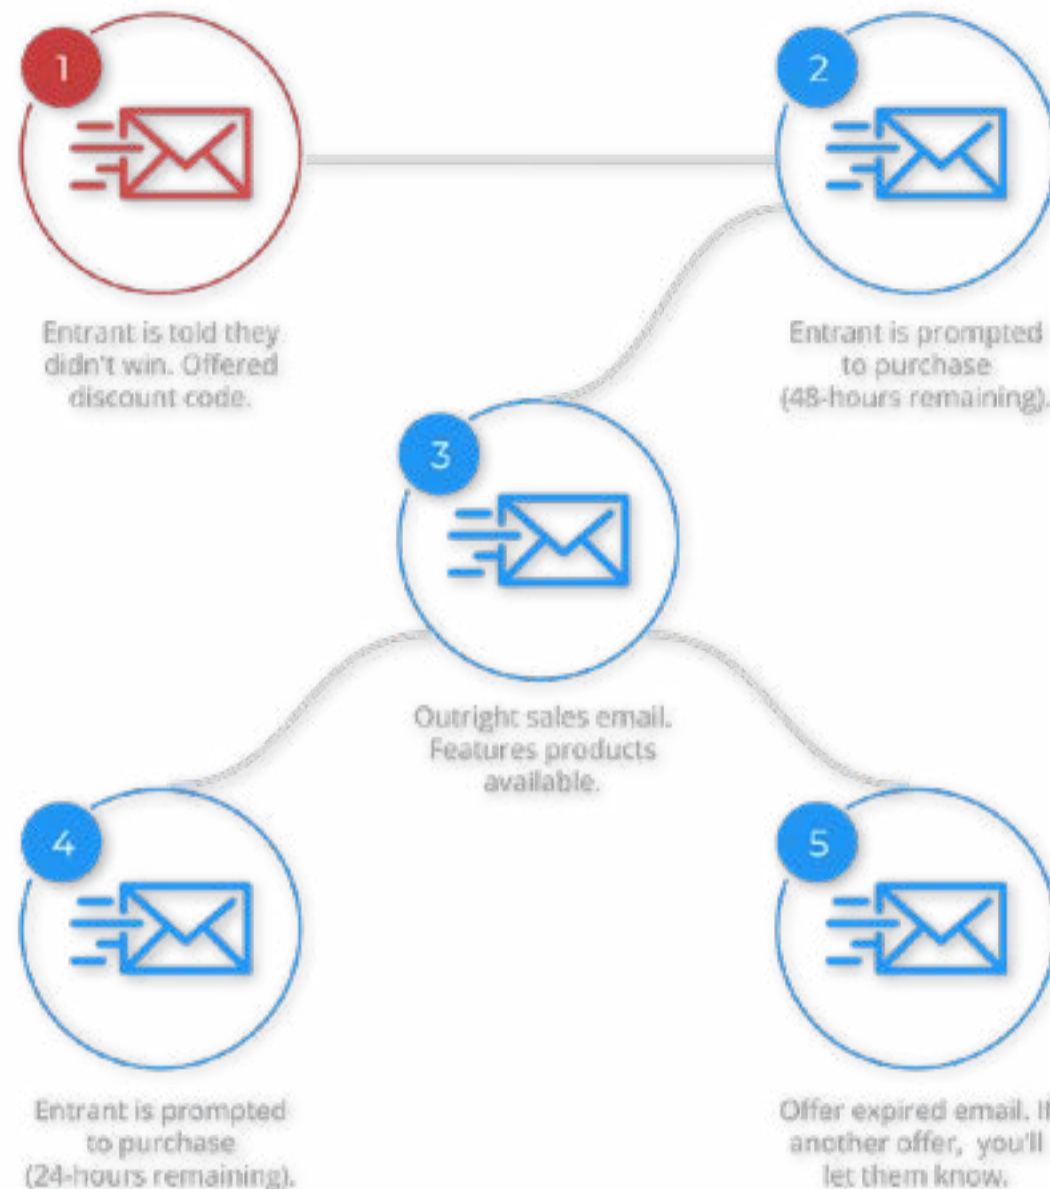 1
Entrant is told they
didn't win. Offered
discount code.
2
Entrant is prompted
to purchase
(48-hours remaining).
3
Outright sales email.
Features products
available.
4
Entrant is prompted
to purchase
(24-hours remaining).
5
Offer expired email. If
another offer, you'll
let them know.